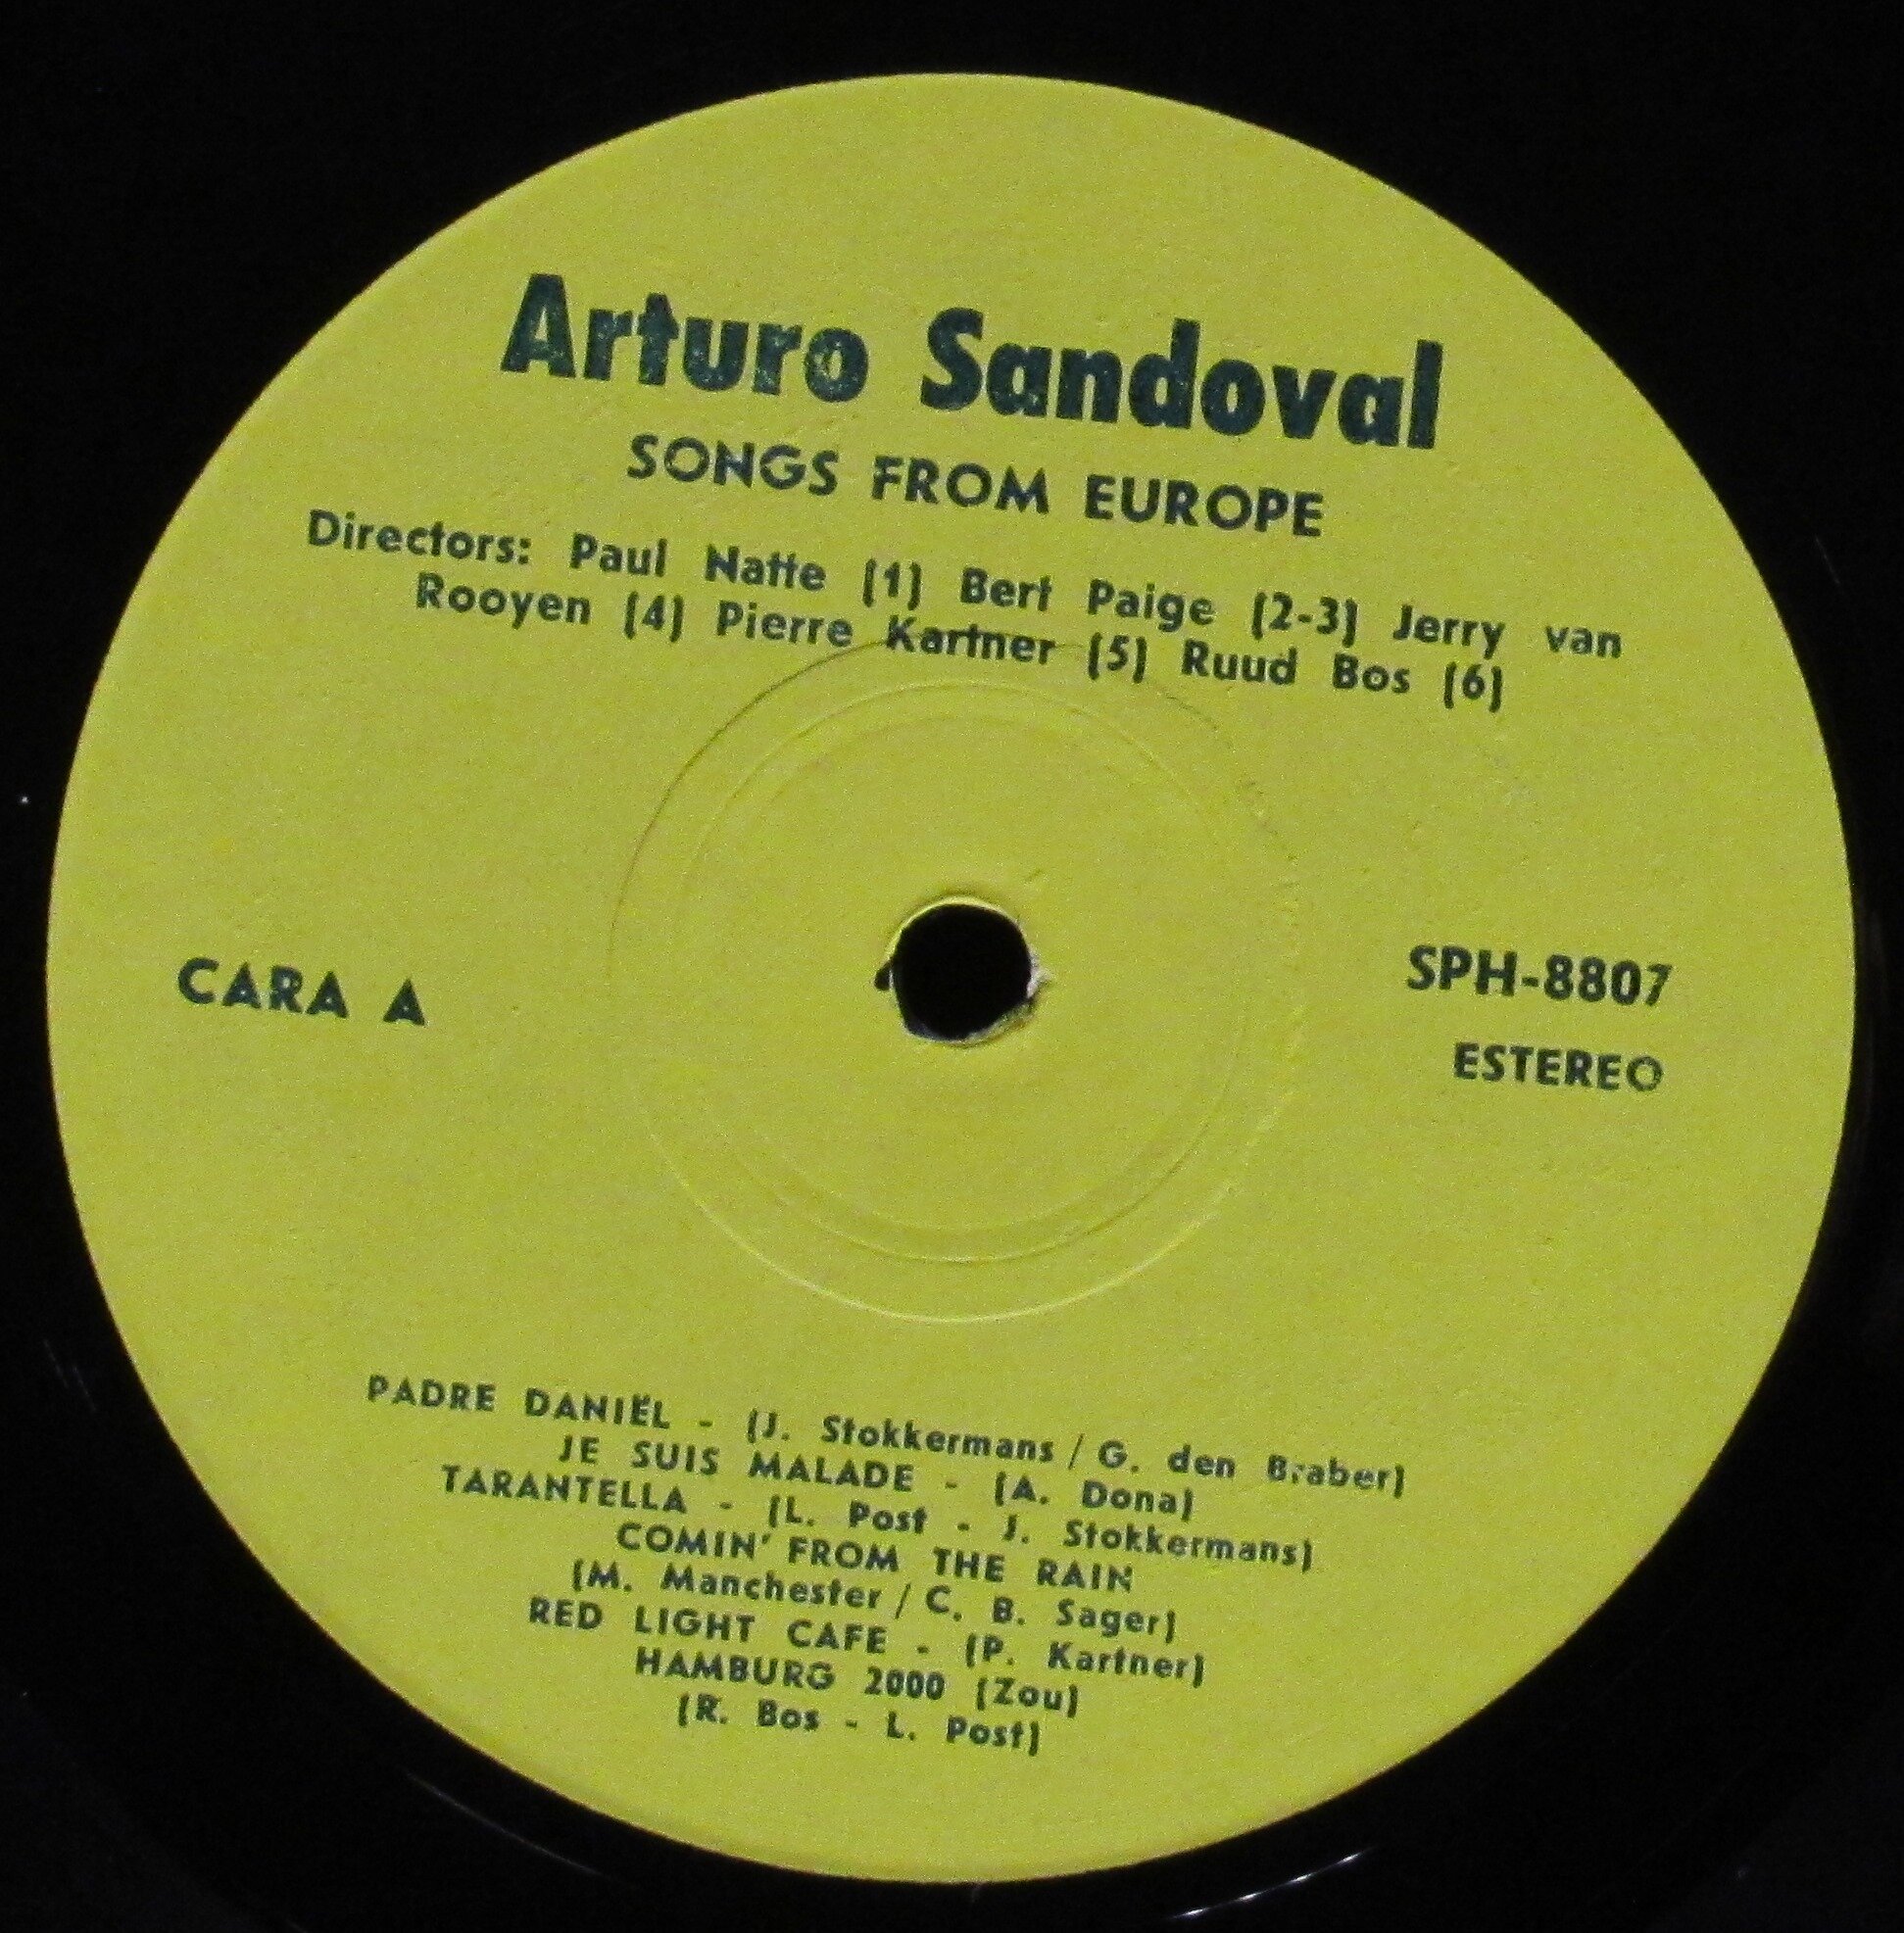 Arturo Sandoval
SONGS FROM EUROPE
Directors: Paul Natte (1) Bert Paige (2-3) Jerry van
Rooyen (4) Pierre Kartner (5) Ruud Bos (6)
CARA A
SPH-8807
ESTEREO
PADRE DANIËL - (J. Stokkermans / G. den Braber)
JE SUIS MALADE - (A. Dona)
TARANTELLA - (L. Post - J. Stokkermans)
COMIN' FROM THE RAIN
(M. Manchester / C. B. Sager)
RED LIGHT CAFE - (P. Kartner)
HAMBURG 2000 (Zou)
(R. Bos - L. Post)